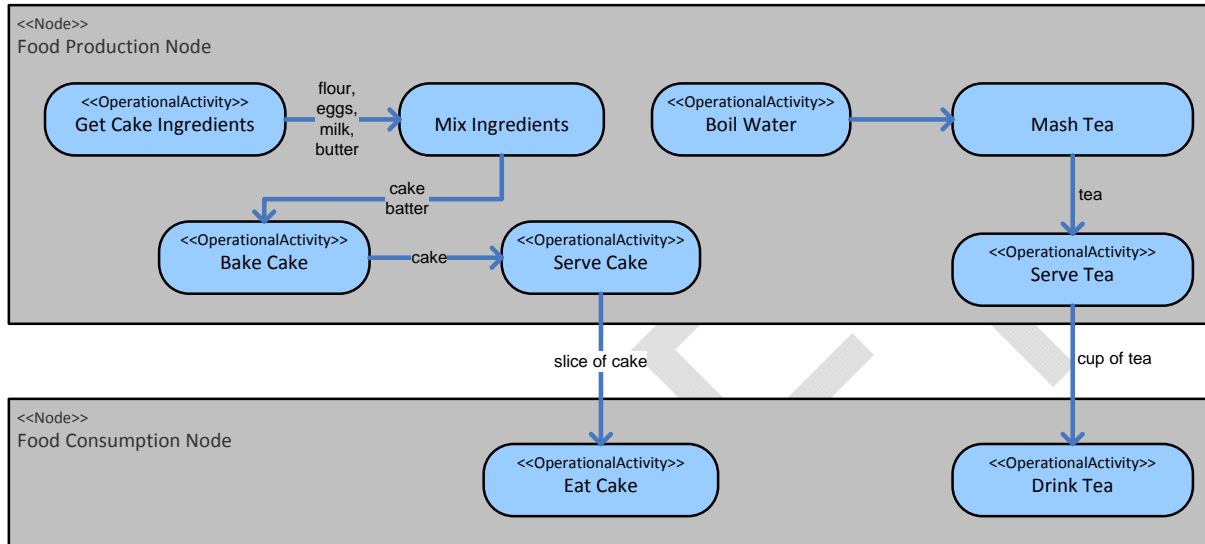 <<Node>>
Food Production Node
<<OperationalActivity>>
Get Cake Ingredients
flour,
eggs,
milk,
butter
Mix Ingredients
<<OperationalActivity>>
Boil Water
Mash Tea
cake
batter
tea
<<OperationalActivity>>
Bake Cake
cake
<<OperationalActivity>>
Serve Cake
<<OperationalActivity>>
Serve Tea
slice of cake
cup of tea
<<Node>>
Food Consumption Node
<<OperationalActivity>>
Eat Cake
<<OperationalActivity>>
Drink Tea